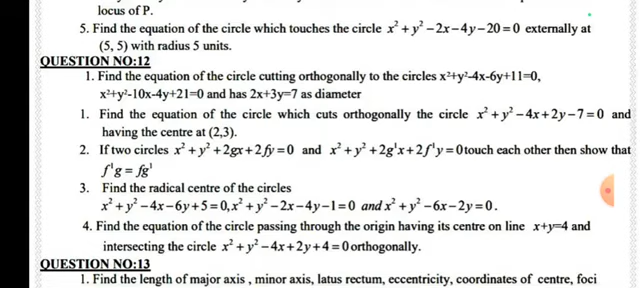 locus of P.
5. Find the equation of the circle which touches the circle x² + y² − 2x − 4y − 20 = 0 externally at
(5, 5) with radius 5 units.
QUESTION NO:12
1. Find the equation of the circle cutting orthogonally to the circles x²+y²-4x-6y+11=0,
x²+y²-10x-4y+21=0 and has 2x+3y=7 as diameter
1. Find the equation of the circle which cuts orthogonally the circle x² + y² − 4x + 2y − 7 = 0 and
having the centre at (2,3).
2. If two circles x² + y² + 2gx + 2fy = 0 and x² + y² + 2g¹x + 2f¹y = 0touch each other then show that
f¹g = fg¹
3. Find the radical centre of the circles
x² + y² − 4x − 6y + 5 = 0, x² + y² − 2x − 4y − 1 = 0 and x² + y² − 6x − 2y = 0.
4. Find the equation of the circle passing through the origin having its centre on line x+y=4 and
intersecting the circle x² + y² − 4x + 2y + 4 = 0 orthogonally.
QUESTION NO:13
1. Find the length of major axis , minor axis, latus rectum, eccentricity, coordinates of centre, foci